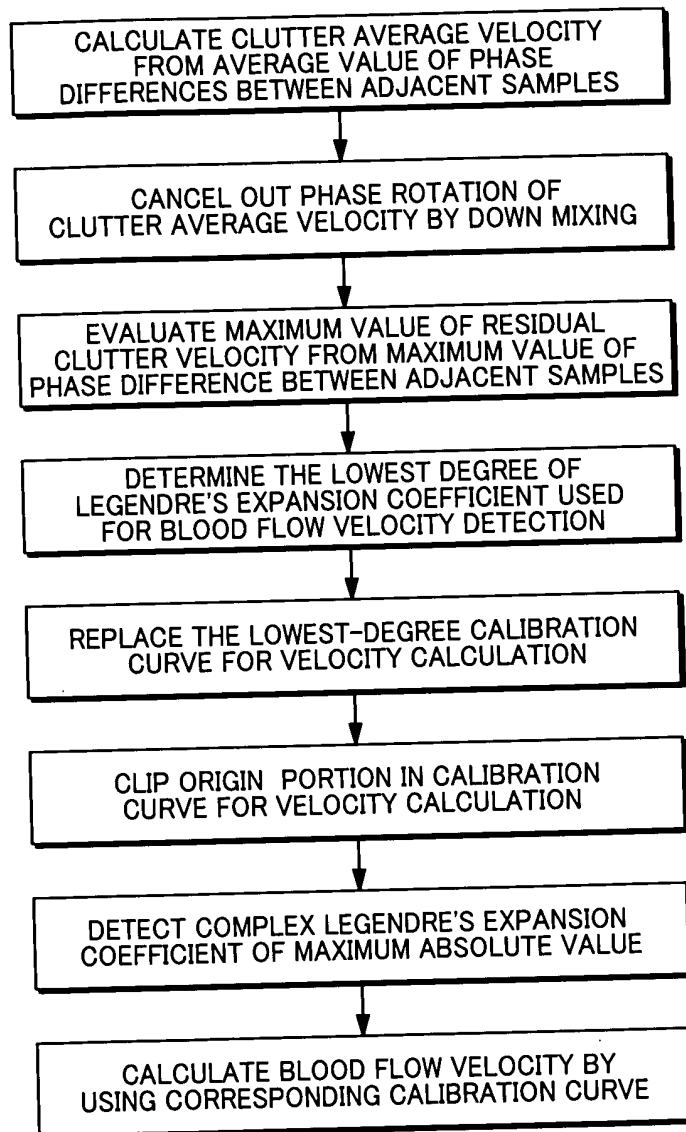 CALCULATE CLUTTER AVERAGE VELOCITY
FROM AVERAGE VALUE OF PHASE
DIFFERENCES BETWEEN ADJACENT SAMPLES
CANCEL OUT PHASE ROTATION OF
CLUTTER AVERAGE VELOCITY BY DOWN MIXING
EVALUATE MAXIMUM VALUE OF RESIDUAL
CLUTTER VELOCITY FROM MAXIMUM VALUE OF
PHASE DIFFERENCE BETWEEN ADJACENT SAMPLES
DETERMINE THE LOWEST DEGREE OF
LEGENDRE'S EXPANSION COEFFICIENT USED
FOR BLOOD FLOW VELOCITY DETECTION
REPLACE THE LOWEST-DEGREE CALIBRATION
CURVE FOR VELOCITY CALCULATION
CLIP ORIGIN PORTION IN CALIBRATION
CURVE FOR VELOCITY CALCULATION
DETECT COMPLEX LEGENDRE'S EXPANSION
COEFFICIENT OF MAXIMUM ABSOLUTE VALUE
CALCULATE BLOOD FLOW VELOCITY BY
USING CORRESPONDING CALIBRATION CURVE